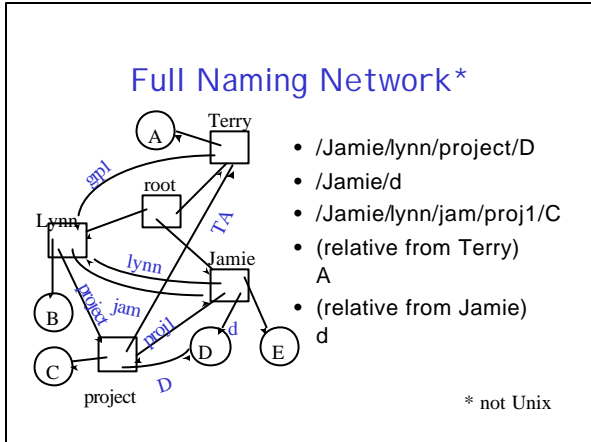 Full Naming Network*
Terry
A
grp1
root
Lynn
TA
Jamie
lynn
project
jam
proj1
B
d
D
E
C
D
project
• /Jamie/lynn/project/D
• /Jamie/d
• /Jamie/lynn/jam/proj1/C
• (relative from Terry)
A
• (relative from Jamie)
d
* not Unix